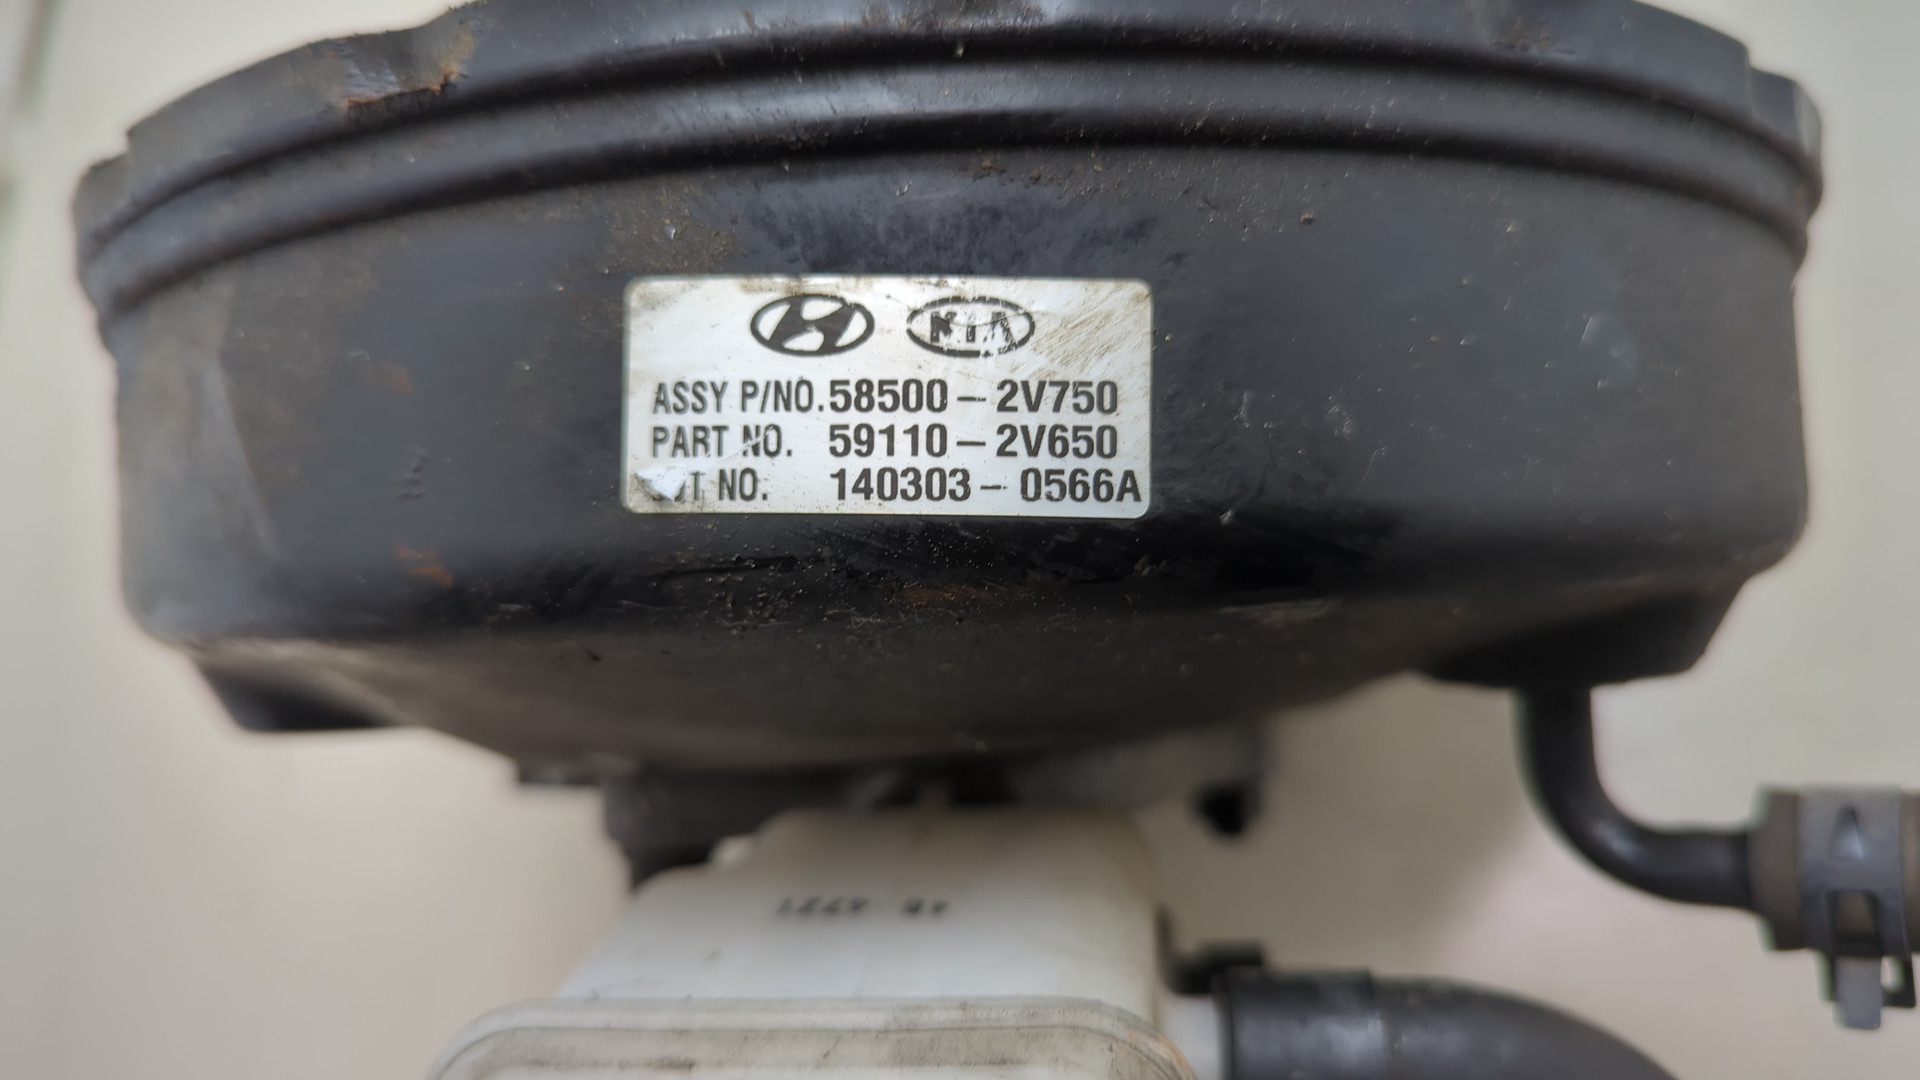 KIA
ASSY P/NO. 58500-2V750
PART NO. 59110-2V650
NO. 140303-0566A